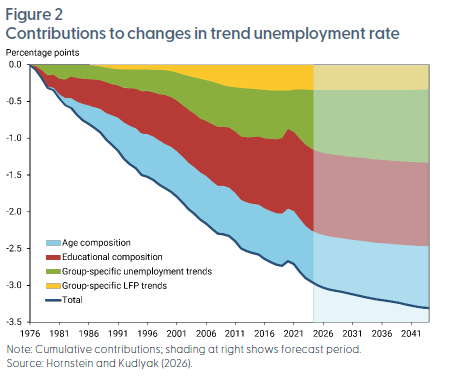 Figure 2
Contributions to changes in trend unemployment rate
Percentage points
0.0
-0.5
-1.0
-1.5
-2.0
-2.5
-3.0
-3.5
Age composition
Educational composition
Group-specific unemployment trends
Group-specific LFP trends
Total
1976 1981 1986 1991 1996 2001 2006 2011 2016 2021 2026 2031 2036 2041
Note: Cumulative contributions; shading at right shows forecast period.
Source: Hornstein and Kudlyak (2026).